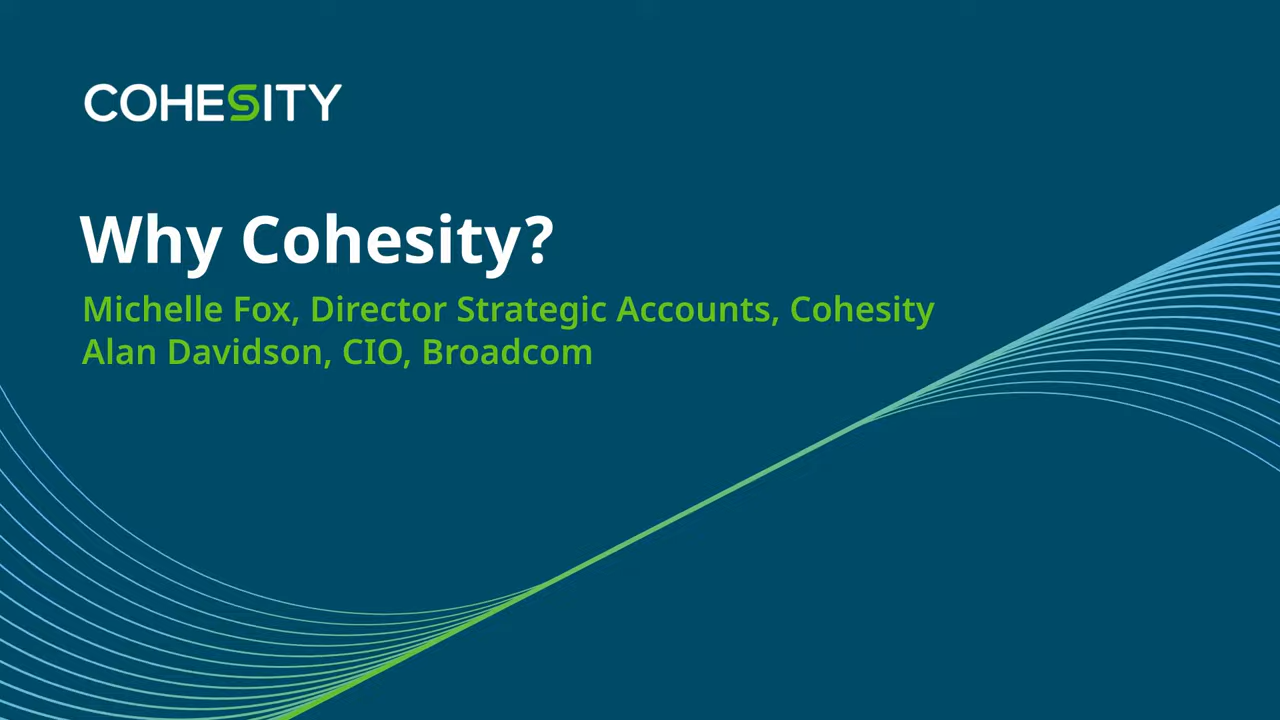 COHESITY
Why Cohesity?
Michelle Fox, Director Strategic Accounts, Cohesity
Alan Davidson, CIO, Broadcom